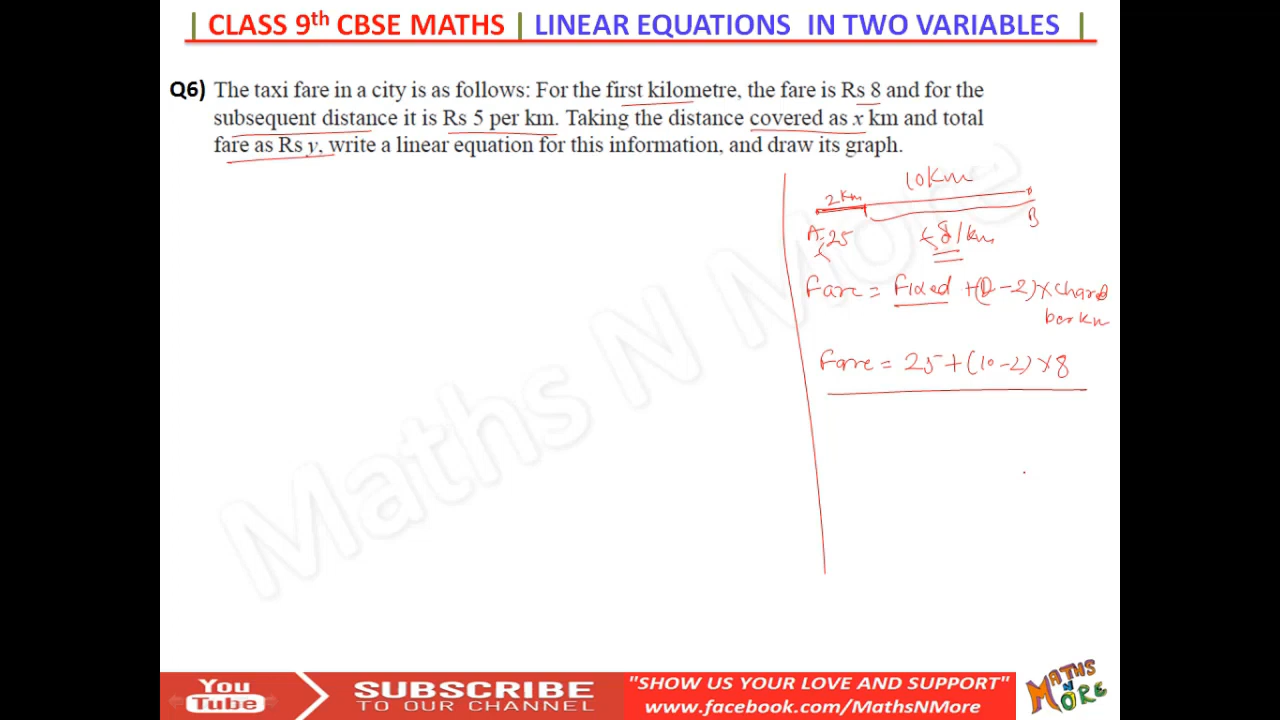 | CLASS 9th CBSE MATHS | LINEAR EQUATIONS IN TWO VARIABLES |
Q6) The taxi fare in a city is as follows: For the first kilometre, the fare is Rs 8 and for the
subsequent distance it is Rs 5 per km. Taking the distance covered as x km and total
fare as Rs y, write a linear equation for this information, and draw its graph.
10km
2 km
A B
25 8/km
Fare = Fixed + (D-2) x
per km
Fare = 25 + (10-2) x 8
Maths N More
You
Tube
SUBSCRIBE
TO OUR CHANNEL
"SHOW US YOUR LOVE AND SUPPORT"
www.facebook.com/MathsNMore
MATHS
N
MORE